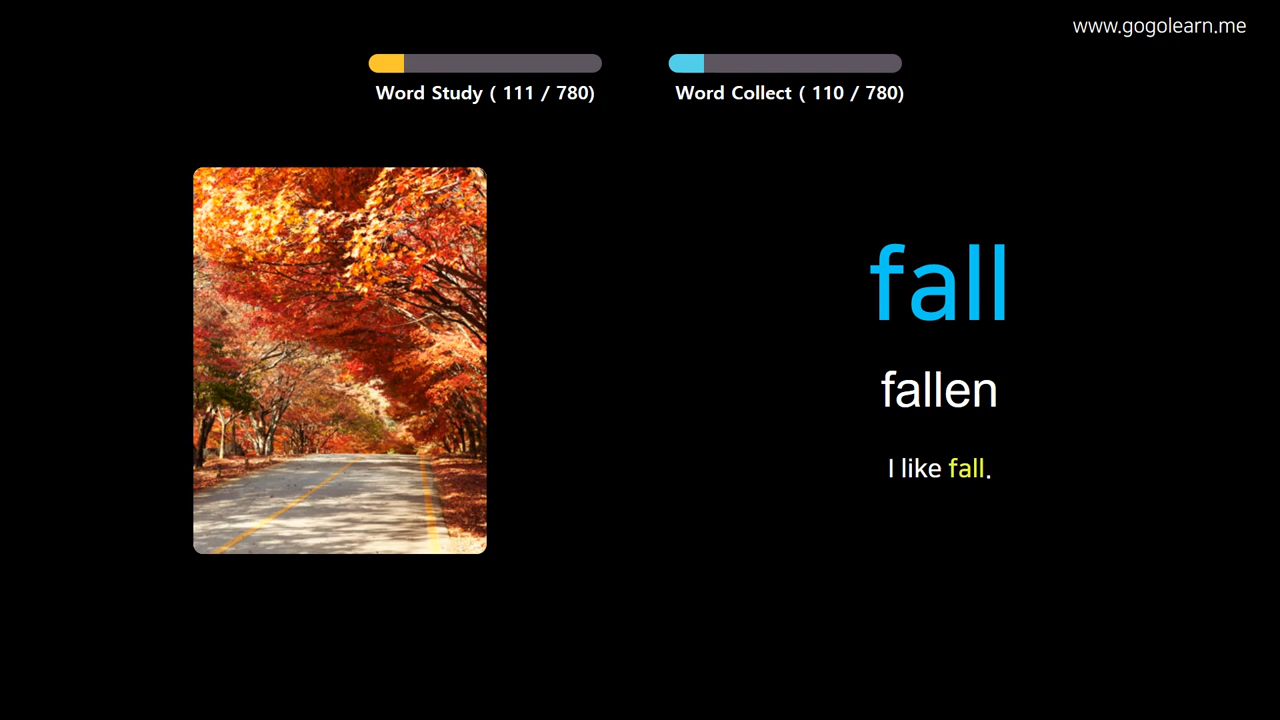 www.gogolearn.me
Word Study ( 111 / 780)
Word Collect ( 110 / 780)
fall
fallen
I like fall.